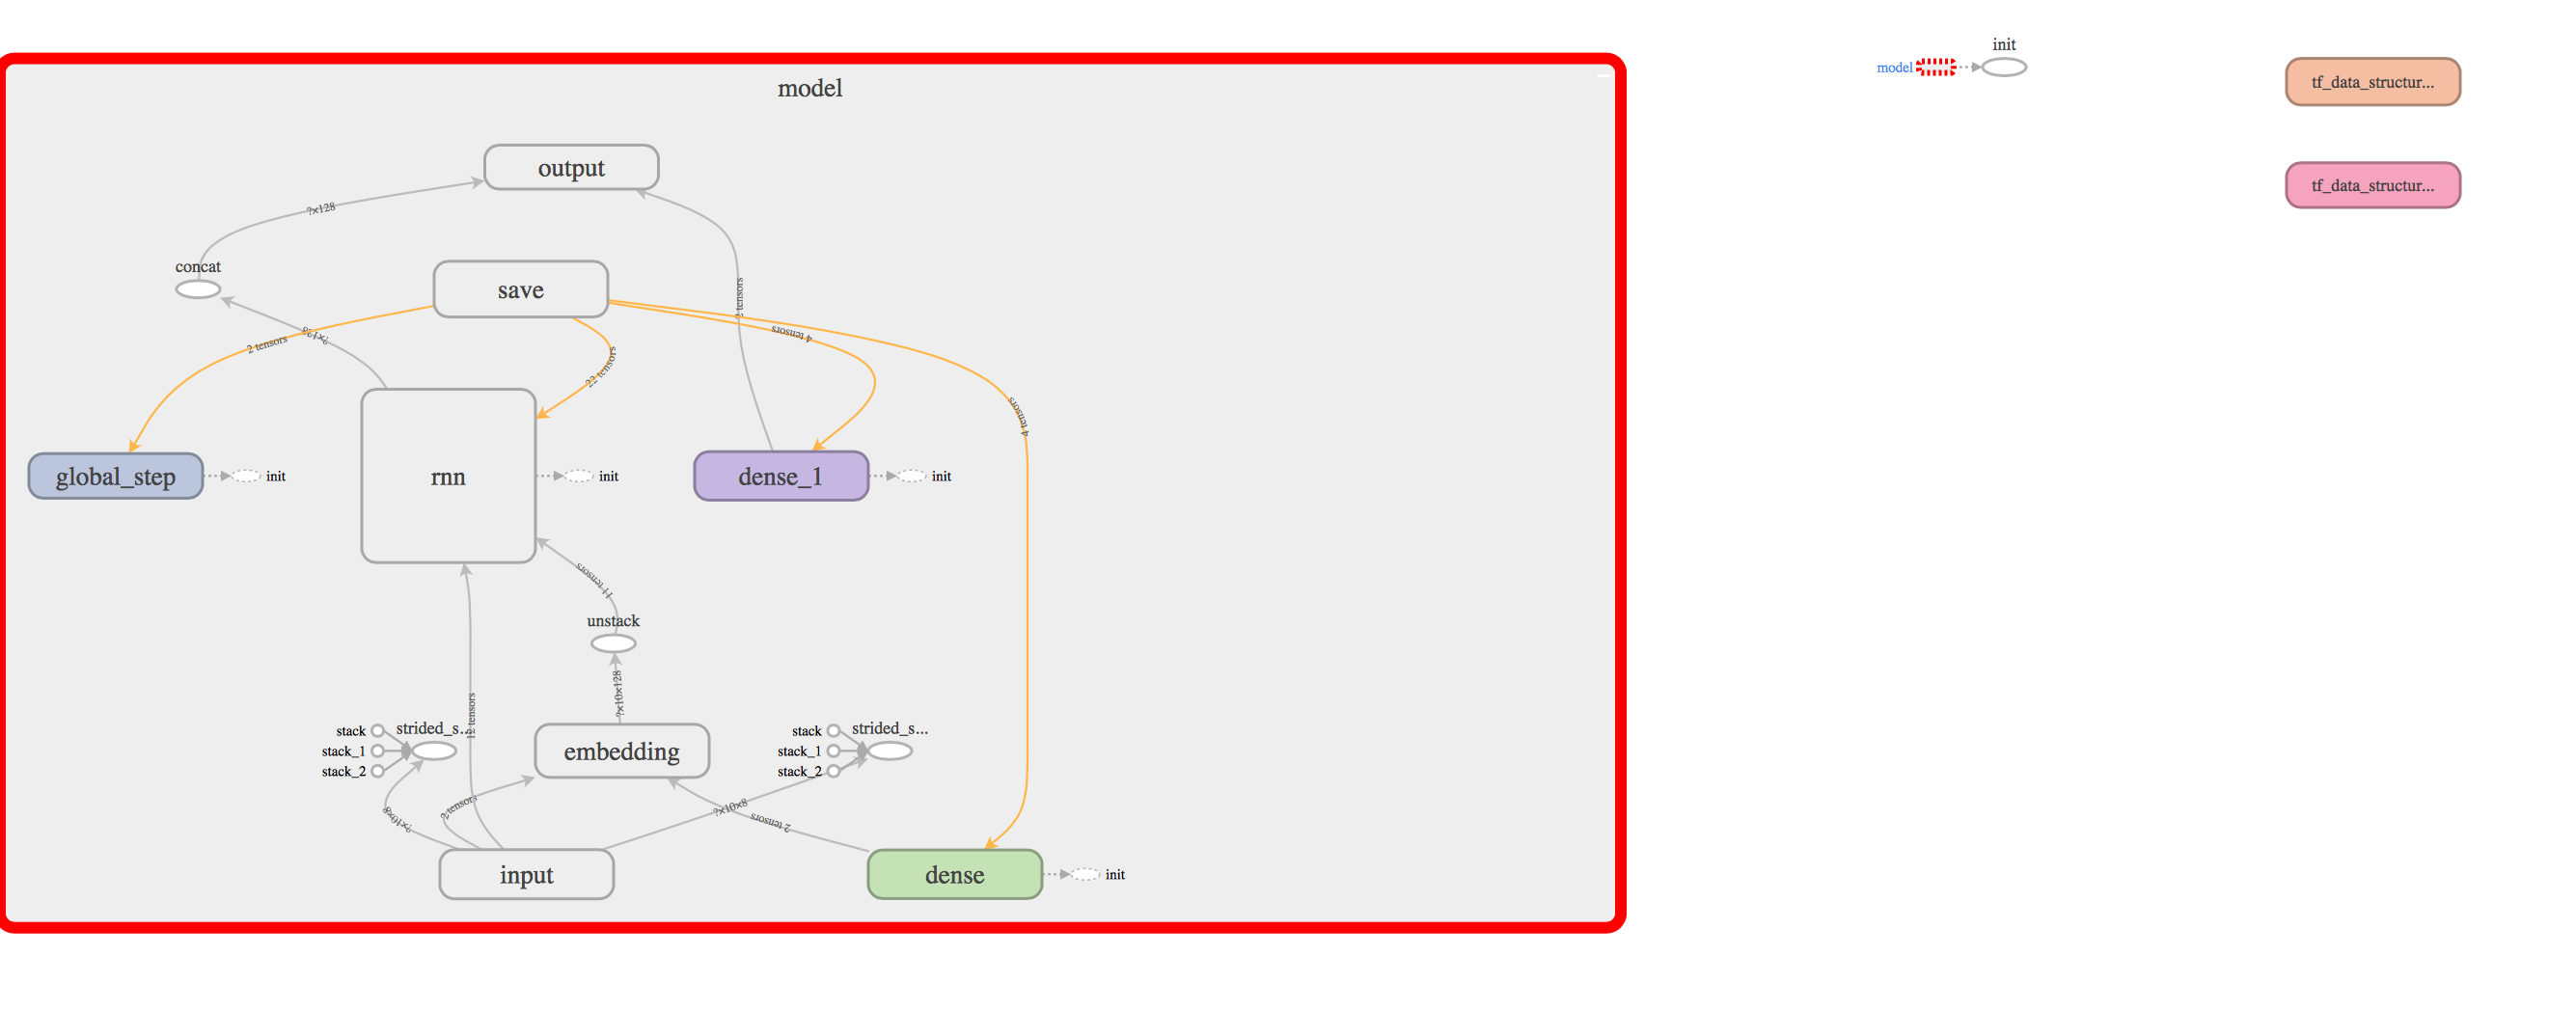 model
output
?×128
concat
save
2 tensors
?×128
2 tensors
4 tensors
22 tensors
4 tensors
global_step
init
rnn
init
dense_1
init
11 tensors
unstack
?×10×128
12 tensors
stack
stack_1
stack_2
strided_s...
embedding
stack
stack_1
stack_2
strided_s...
?×10×8
2 tensors
?×10×8
2 tensors
input
dense
init
model
init
tf_data_structur...
tf_data_structur...